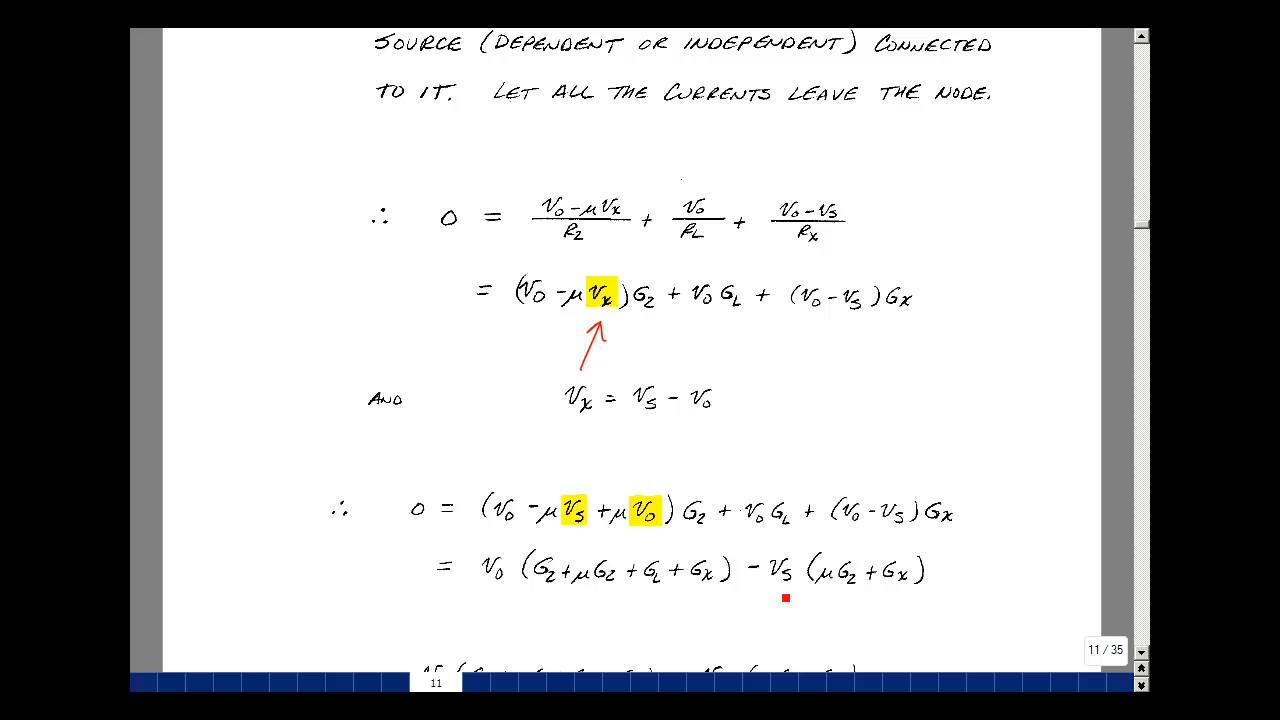 SOURCE (DEPENDENT OR INDEPENDENT) CONNECTED
TO IT. LET ALL THE CURRENTS LEAVE THE NODE.
∴ 0 = (V0 - μVx)/R2 + V0/RL + (V0 - VS)/Rx
= (V0 - μVx)G2 + V0GL + (V0 - VS)Gx
AND Vx = VS - V0
∴ 0 = (V0 - μVS + μV0)G2 + V0GL + (V0 - VS)Gx
= V0(G2 + μG2 + GL + Gx) - VS(μG2 + Gx)
11 / 35
11